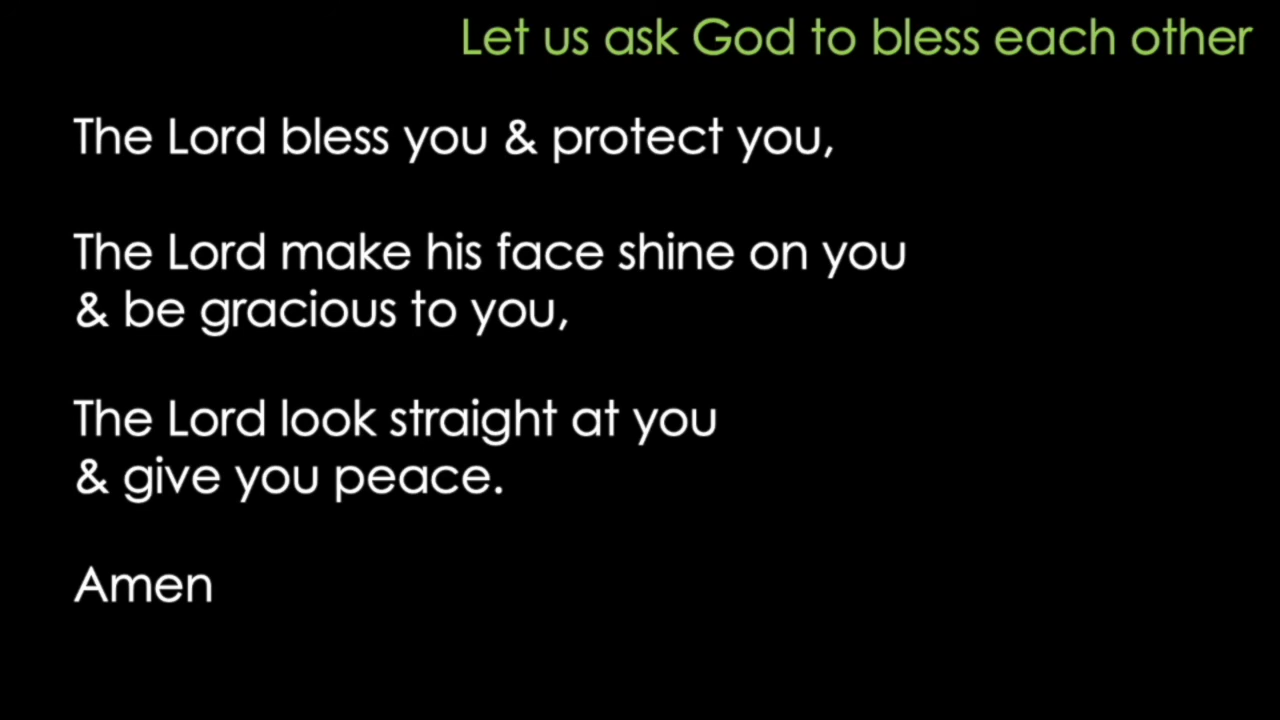 Let us ask God to bless each other
The Lord bless you & protect you,
The Lord make his face shine on you
& be gracious to you,
The Lord look straight at you
& give you peace.
Amen